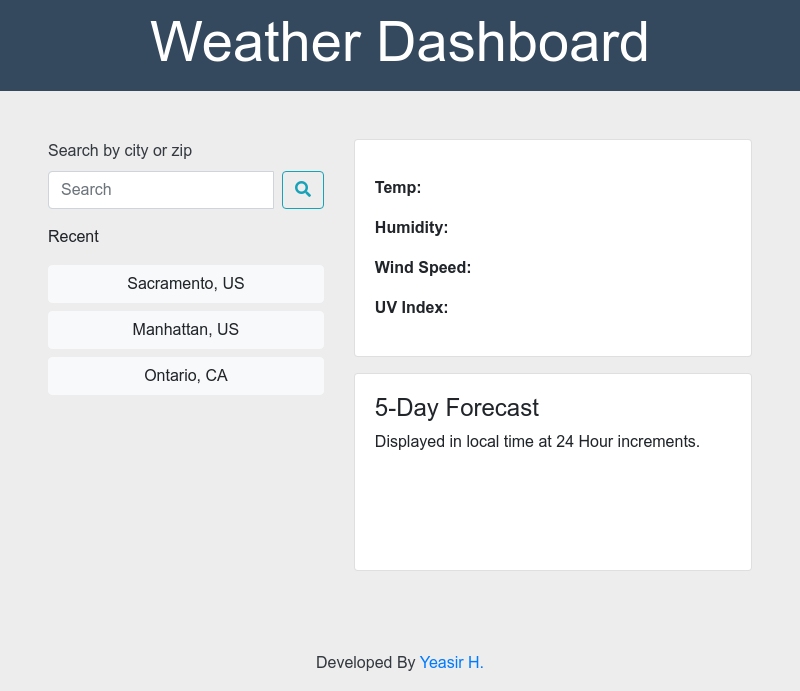 Weather Dashboard
Search by city or zip
Search
Recent
Sacramento, US
Manhattan, US
Ontario, CA
Temp:
Humidity:
Wind Speed:
UV Index:
5-Day Forecast
Displayed in local time at 24 Hour increments.
Developed By Yeasir H.